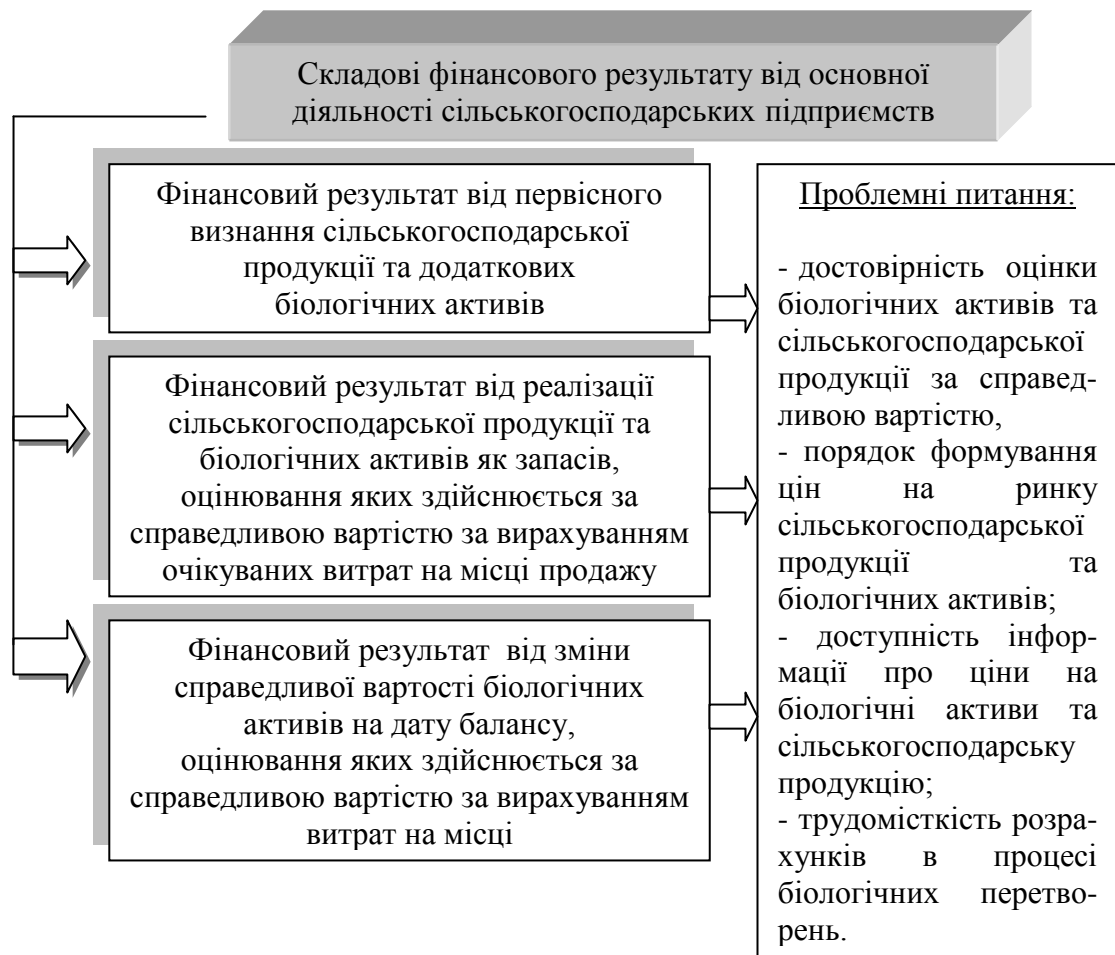 Складові фінансового результату від основної
діяльності сільськогосподарських підприємств
Фінансовий результат від первісного
визнання сільськогосподарської
продукції та додаткових
біологічних активів
Фінансовий результат від реалізації
сільськогосподарської продукції та
біологічних активів як запасів,
оцінювання яких здійснюється за
справедливою вартістю за вирахуванням
очікуваних витрат на місці продажу
Фінансовий результат від зміни
справедливої вартості біологічних
активів на дату балансу,
оцінювання яких здійснюється за
справедливою вартістю за вирахуванням
витрат на місці
Проблемні питання:
- достовірність оцінки
біологічних активів та
сільськогосподарської
продукції за справед-
ливою вартістю,
- порядок формування
цін на ринку
сільськогосподарської
продукції та
біологічних активів;
- доступність інфор-
мації про ціни на
біологічні активи та
сільськогосподарську
продукцію;
- трудомісткість розра-
хунків в процесі
біологічних перетво-
рень.